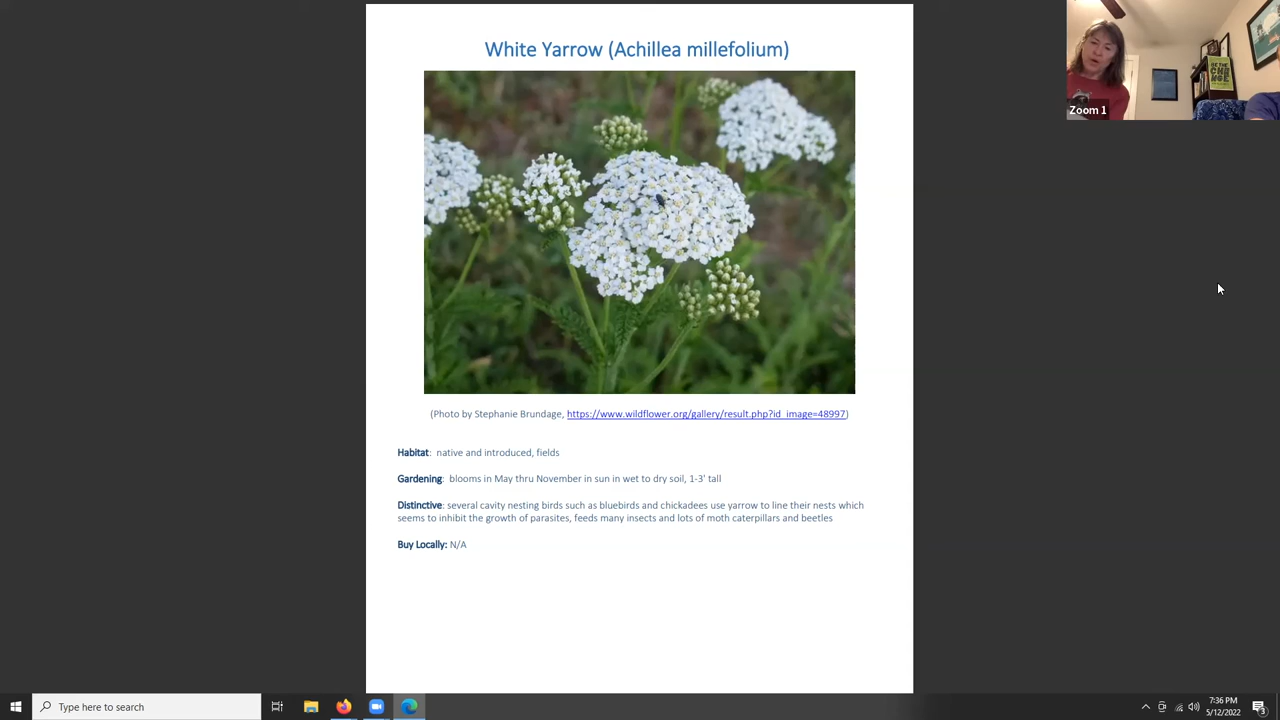 White Yarrow (Achillea millefolium)
Zoom 1
BE THE
CHANGE
(Photo by Stephanie Brundage, https://www.wildflower.org/gallery/result.php?id_image=48997)
Habitat:  native and introduced, fields
Gardening:  blooms in May thru November in sun in wet to dry soil, 1-3' tall
Distinctive: several cavity nesting birds such as bluebirds and chickadees use yarrow to line their nests which
seems to inhibit the growth of parasites, feeds many insects and lots of moth caterpillars and beetles
Buy Locally: N/A
Type here to search
7:36 PM
5/12/2022